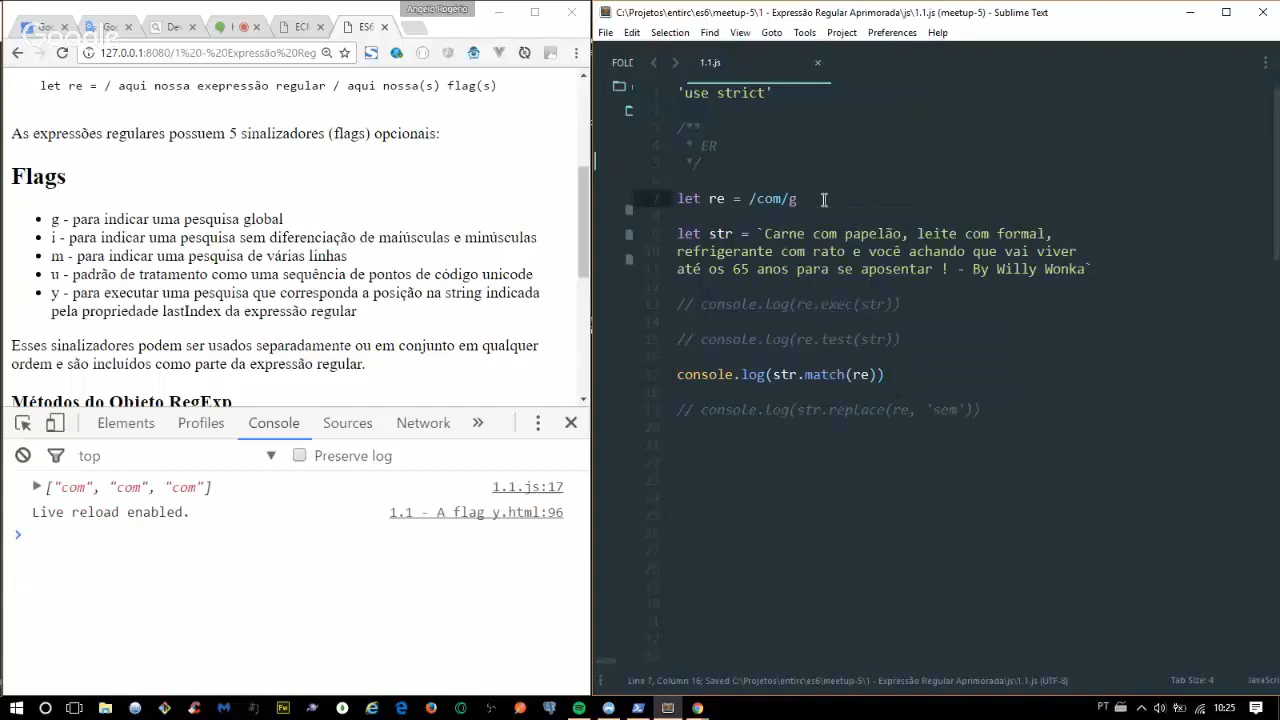 Angelo Rogério
Goo
Goo
De
ECM
ES6
Google
127.0.0.1:8080/1%20-%20Expressão%20Reg
let re = / aqui nossa exepressão regular / aqui nossa(s) flag(s)
As expressões regulares possuem 5 sinalizadores (flags) opcionais:
Flags
g - para indicar uma pesquisa global
i - para indicar uma pesquisa sem diferenciação de maiúsculas e minúsculas
m - para indicar uma pesquisa de várias linhas
u - padrão de tratamento como uma sequência de pontos de código unicode
y - para executar uma pesquisa que corresponda a posição na string indicada
pela propriedade lastIndex da expressão regular
Esses sinalizadores podem ser usados separadamente ou em conjunto em qualquer
ordem e são incluídos como parte da expressão regular.
Métodos do Objeto RegExp
Elements Profiles Console Sources Network »
top Preserve log
["com", "com", "com"] 1.1.js:17
Live reload enabled. 1.1 - A flag y.html:96
C:\Projetos\entirc\es6\meetup-5\1 - Expressão Regular Aprimorada\js\1.1.js (meetup-5) - Sublime Text
File Edit Selection Find View Goto Tools Project Preferences Help
FOLD
1.1.js
'use strict'
/**
* ER
*/
7 let re = /com/g
let str = `Carne com papelão, leite com formal,
refrigerante com rato e você achando que vai viver
até os 65 anos para se aposentar ! - By Willy Wonka`
// console.log(re.exec(str))
// console.log(re.test(str))
console.log(str.match(re))
// console.log(str.replace(re, 'sem'))
Line 7, Column 16; Saved C:\Projetos\entirc\es6\meetup-5\1 - Expressão Regular Aprimorada\js\1.1.js (UTF-8)
Tab Size: 4
JavaScri
PT
10:25